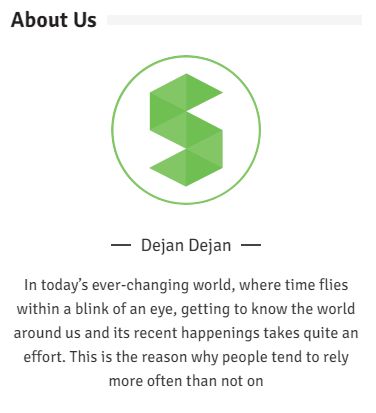 About Us
Dejan Dejan
In today’s ever-changing world, where time flies
within a blink of an eye, getting to know the world
around us and its recent happenings takes quite an
effort. This is the reason why people tend to rely
more often than not on